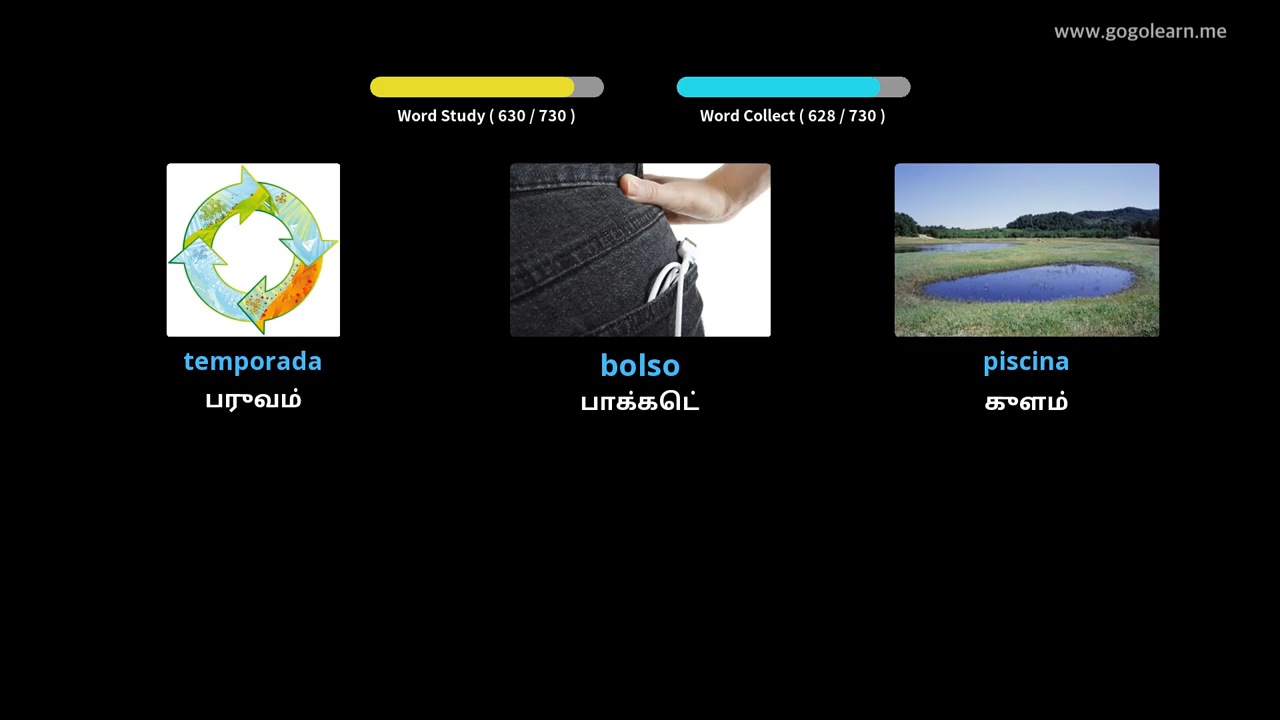 www.gogolearn.me
Word Study ( 630 / 730 )
Word Collect ( 628 / 730 )
temporada
bolso
piscina
பருவம்
பாக்கெட்
குளம்